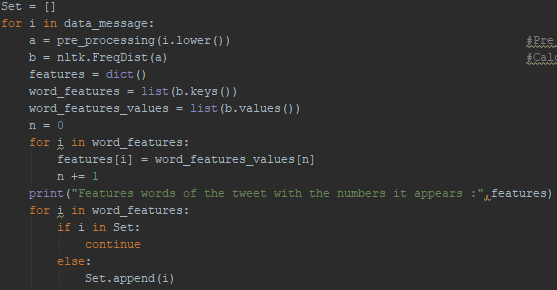 Set = []
for i in data_message:
    a = pre_processing(i.lower()) #Pre
    b = nltk.FreqDist(a) #Calc
    features = dict()
    word_features = list(b.keys())
    word_features_values = list(b.values())
    n = 0
    for i in word_features:
        features[i] = word_features_values[n]
        n += 1
    print("Features words of the tweet with the numbers it appears :",features)
    for i in word_features:
        if i in Set:
            continue
        else:
            Set.append(i)